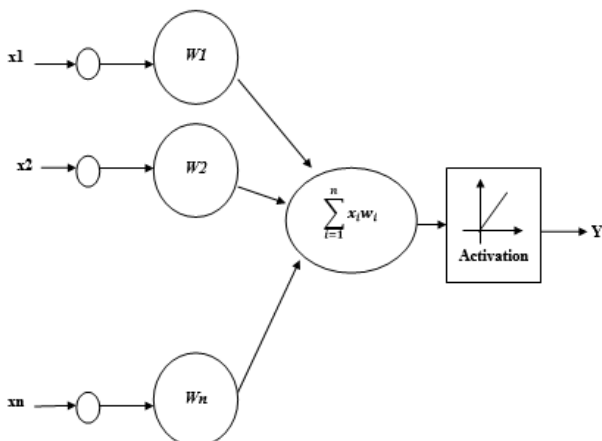 x1
W1
x2
W2
n
∑ xᵢwᵢ
i=1
Activation
Y
xn
Wn